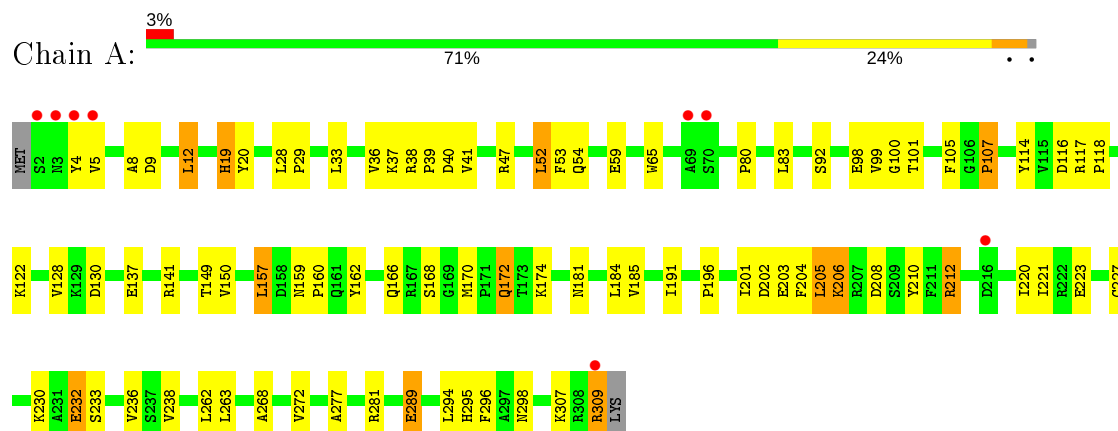 3%
Chain A:
71% 24% • •
MET S2 N3 Y4 V5 A8 D9 L12 H19 Y20 L28 P29 L33 V36 K37 R38 P39 D40 V41 R47 L52 F53 Q54 E59 W65 A69 S70 P80 L83 S92 E98 V99 G100 T101 F105 G106 P107 Y114 V115 D116 R117 P118
K122 V128 K129 D130 E137 R141 T149 V150 L157 D158 N159 P160 Q161 Y162 Q166 R167 S168 G169 M170 P171 Q172 T173 K174 N181 L184 V185 I191 P196 I201 D202 E203 F204 L205 K206 R207 D208 S209 Y210 F211 R212 D216 I220 I221 R222 E223
K230 A231 E232 S233 V236 S237 V238 L262 L263 A268 V272 A277 R281 E289 L294 H295 F296 A297 N298 K307 R308 R309 LYS